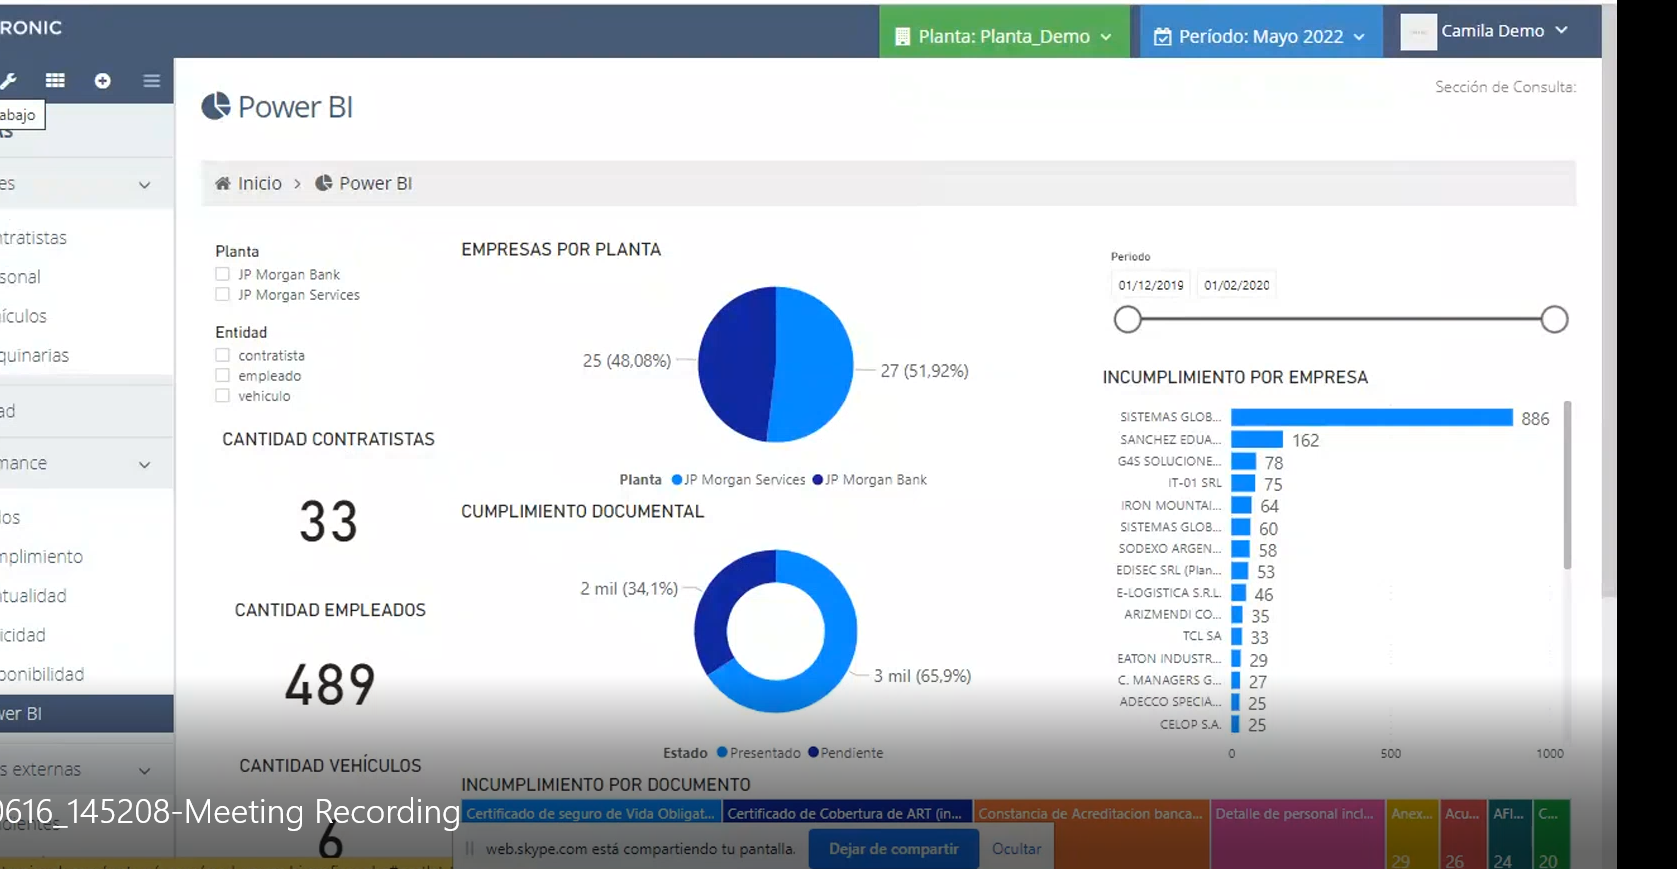 RONIC
Planta: Planta_Demo
Período: Mayo 2022
Camila Demo
abajo
AS
Power BI
Sección de Consulta:
Inicio > Power BI
es
ntratistas
sonal
ículos
quinarias
ad
mance
los
mplimiento
tualidad
icidad
ponibilidad
wer BI
s externas
Planta
JP Morgan Bank
JP Morgan Services
Entidad
contratista
empleado
vehiculo
CANTIDAD CONTRATISTAS
33
CANTIDAD EMPLEADOS
489
CANTIDAD VEHÍCULOS
6
EMPRESAS POR PLANTA
25 (48,08%)
27 (51,92%)
Planta JP Morgan Services JP Morgan Bank
CUMPLIMIENTO DOCUMENTAL
2 mil (34,1%)
3 mil (65,9%)
Estado Presentado Pendiente
INCUMPLIMIENTO POR DOCUMENTO
Certificado de seguro de Vida Obligat...
Certificado de Cobertura de ART (in...
Constancia de Acreditacion banca...
Detalle de personal incl...
Anex...
29
Acu...
26
AFI...
24
C...
20
Periodo
01/12/2019 01/02/2020
INCUMPLIMIENTO POR EMPRESA
SISTEMAS GLOB... 886
SANCHEZ EDUA... 162
G4S SOLUCIONE... 78
IT-01 SRL 75
IRON MOUNTAI... 64
SISTEMAS GLOB... 60
SODEXO ARGEN... 58
EDISEC SRL (Plan... 53
E-LOGISTICA S.R.L. 46
ARIZMENDI CO... 35
TCL SA 33
EATON INDUSTR... 29
C. MANAGERS G... 27
ADECCO SPECIA... 25
CELOP S.A. 25
0 500 1000
0616_145208-Meeting Recording
web.skype.com está compartiendo tu pantalla.
Dejar de compartir
Ocultar